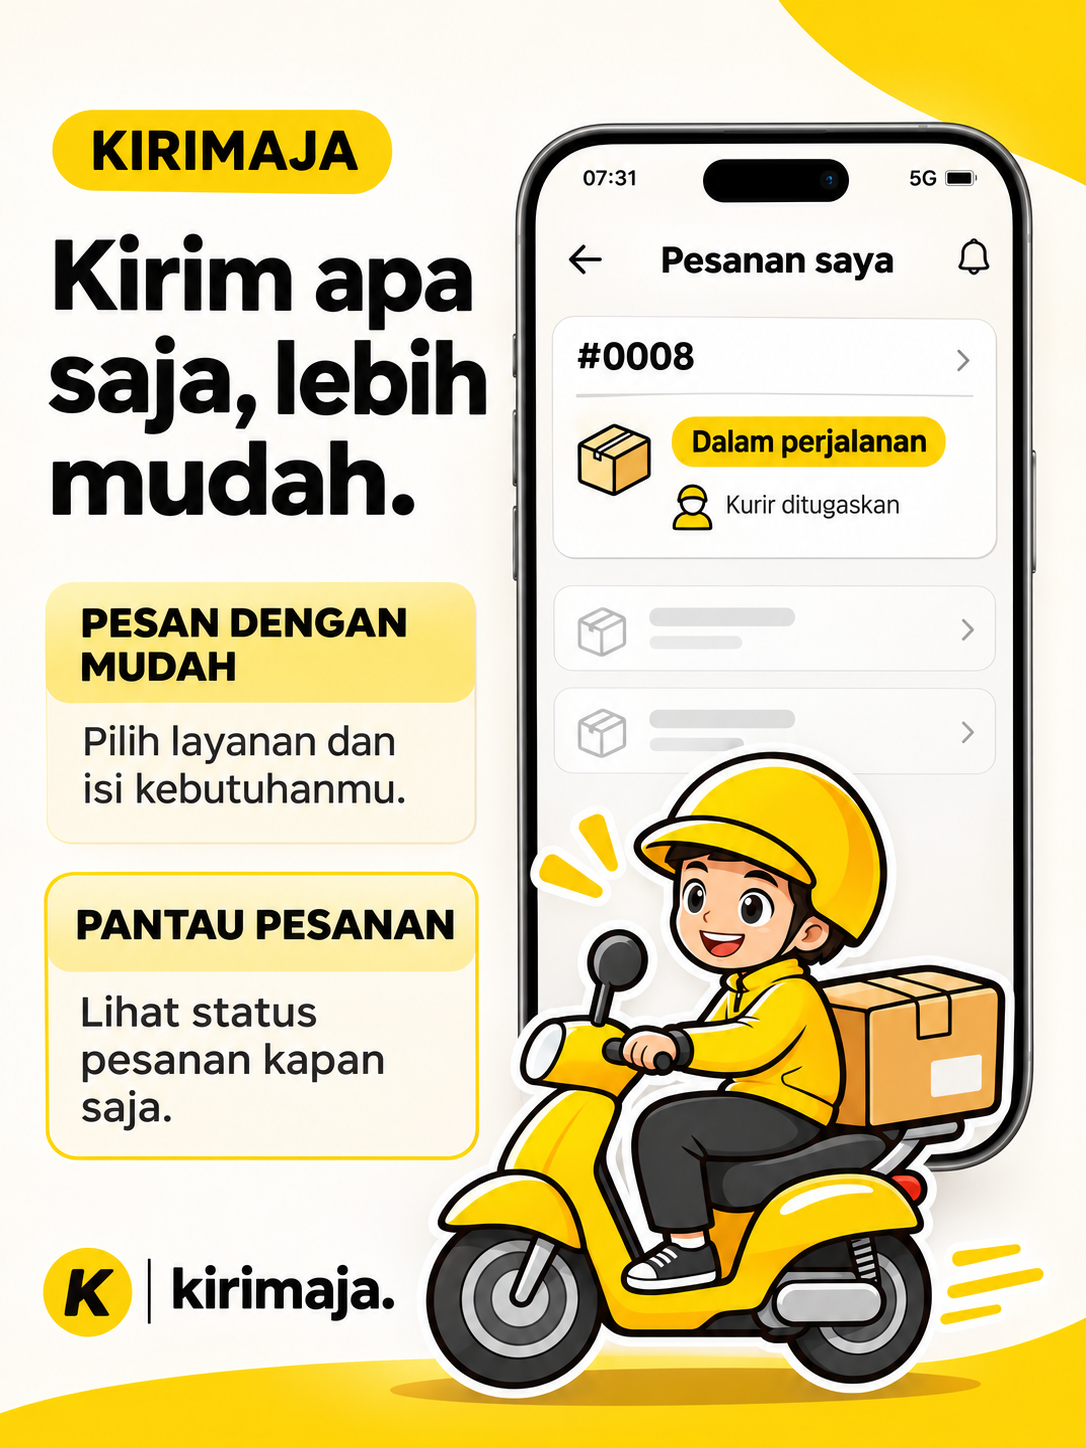 KIRIMAJA
Kirim apa
saja, lebih
mudah.
PESAN DENGAN
MUDAH
Pilih layanan dan
isi kebutuhanmu.
PANTAU PESANAN
Lihat status
pesanan kapan
saja.
K
kirimaja.
07:31
5G
Pesanan saya
#0008
Dalam perjalanan
Kurir ditugaskan